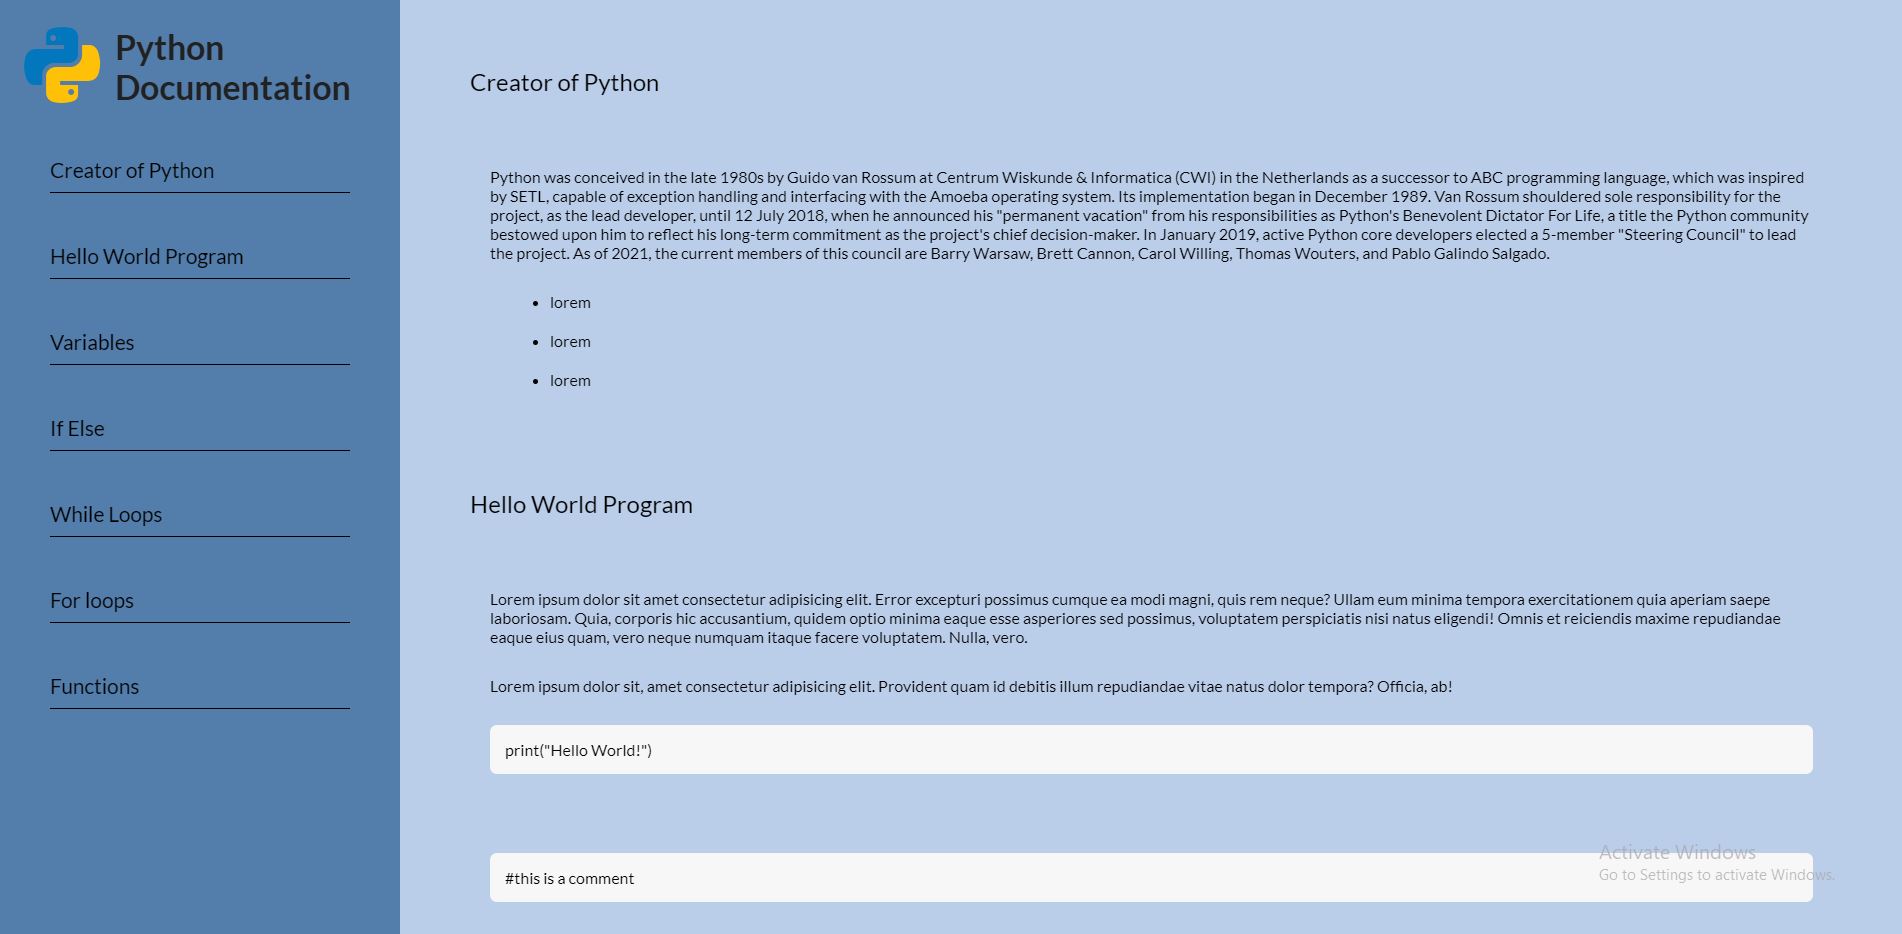 Python
Documentation
Creator of Python
Hello World Program
Variables
If Else
While Loops
For loops
Functions
Creator of Python
Python was conceived in the late 1980s by Guido van Rossum at Centrum Wiskunde & Informatica (CWI) in the Netherlands as a successor to ABC programming language, which was inspired
by SETL, capable of exception handling and interfacing with the Amoeba operating system. Its implementation began in December 1989. Van Rossum shouldered sole responsibility for the
project, as the lead developer, until 12 July 2018, when he announced his "permanent vacation" from his responsibilities as Python's Benevolent Dictator For Life, a title the Python community
bestowed upon him to reflect his long-term commitment as the project's chief decision-maker. In January 2019, active Python core developers elected a 5-member "Steering Council" to lead
the project. As of 2021, the current members of this council are Barry Warsaw, Brett Cannon, Carol Willing, Thomas Wouters, and Pablo Galindo Salgado.
• lorem
• lorem
• lorem
Hello World Program
Lorem ipsum dolor sit amet consectetur adipisicing elit. Error excepturi possimus cumque ea modi magni, quis rem neque? Ullam eum minima tempora exercitationem quia aperiam saepe
laboriosam. Quia, corporis hic accusantium, quidem optio minima eaque esse asperiores sed possimus, voluptatem perspiciatis nisi natus eligendi! Omnis et reiciendis maxime repudiandae
eaque eius quam, vero neque numquam itaque facere voluptatem. Nulla, vero.
Lorem ipsum dolor sit, amet consectetur adipisicing elit. Provident quam id debitis illum repudiandae vitae natus dolor tempora? Officia, ab!
print("Hello World!")
#this is a comment
Activate Windows
Go to Settings to activate Windows.